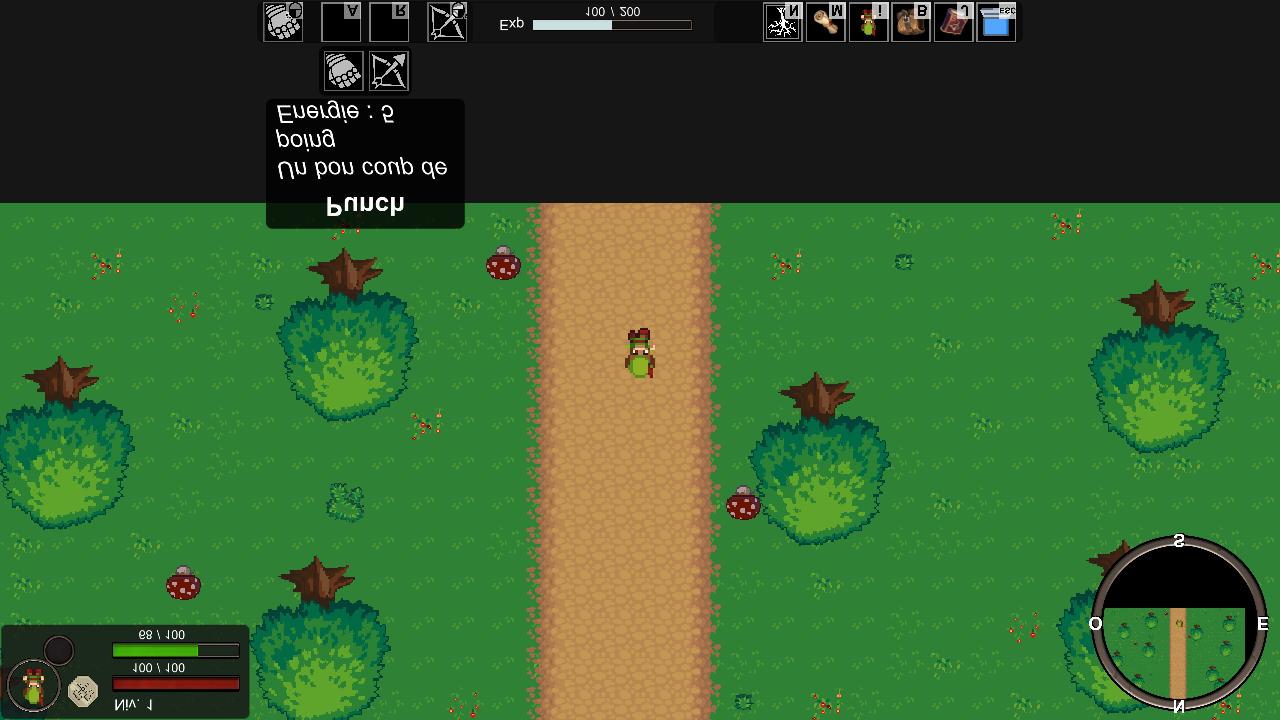 Niv. 1
100 / 100
68 / 100
N
O
E
S
Punch
Un bon coup de
poing
Energie : 5
A
R
Exp
100 / 200
N
M
I
B
J
ESC